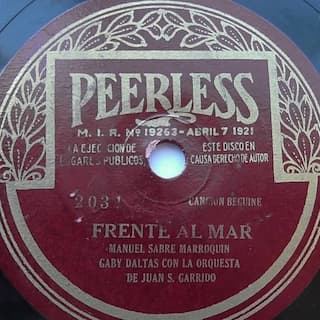 PEERLESS
M. I. R. Nº 19263-ABRIL 7 1921
LA EJECCION DE ESTE DISCO EN
LUGARES PUBLICOS CAUSA DERECHO DE AUTOR
2031 CANCION BEGUINE
FRENTE AL MAR
MANUEL SABRE MARROQUIN
GABY DALTAS CON LA ORQUESTA
DE JUAN S. GARRIDO